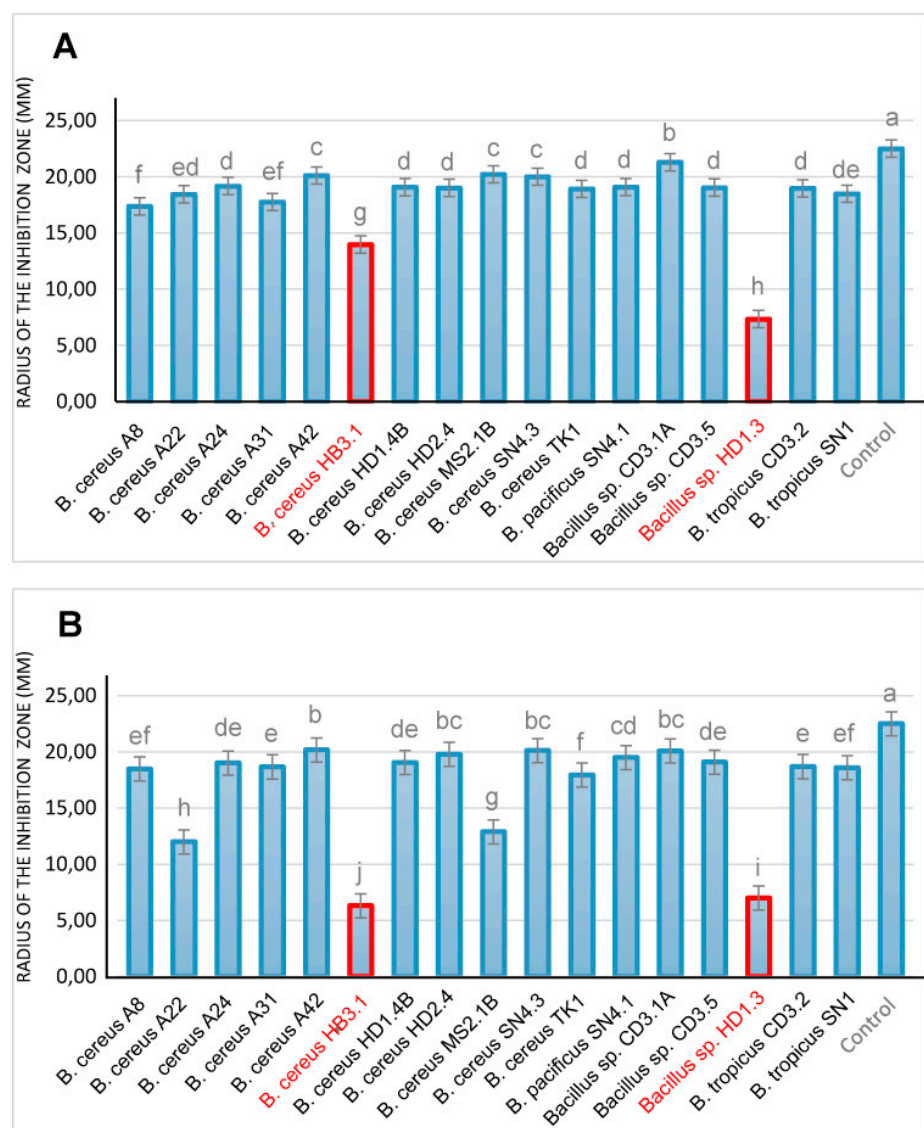 A
RADIUS OF THE INHIBITION ZONE (MM)
25,00
20,00
15,00
10,00
5,00
0,00
f ed d ef c g d d c c d d b d h d de a
B. cereus A8
B. cereus A22
B. cereus A24
B. cereus A31
B. cereus A42
B. cereus HB3.1
B. cereus HD1.4B
B. cereus HD2.4
B. cereus MS2.1B
B. cereus SN4.3
B. cereus TK1
B. pacificus SN4.1
Bacillus sp. CD3.1A
Bacillus sp. CD3.5
Bacillus sp. HD1.3
B. tropicus CD3.2
B. tropicus SN1
Control
B
RADIUS OF THE INHIBITION ZONE (MM)
25,00
20,00
15,00
10,00
5,00
0,00
ef h de e b j de bc g bc f cd bc de i e ef a
B. cereus A8
B. cereus A22
B. cereus A24
B. cereus A31
B. cereus A42
B. cereus HB3.1
B. cereus HD1.4B
B. cereus HD2.4
B. cereus MS2.1B
B. cereus SN4.3
B. cereus TK1
B. pacificus SN4.1
Bacillus sp. CD3.1A
Bacillus sp. CD3.5
Bacillus sp. HD1.3
B. tropicus CD3.2
B. tropicus SN1
Control